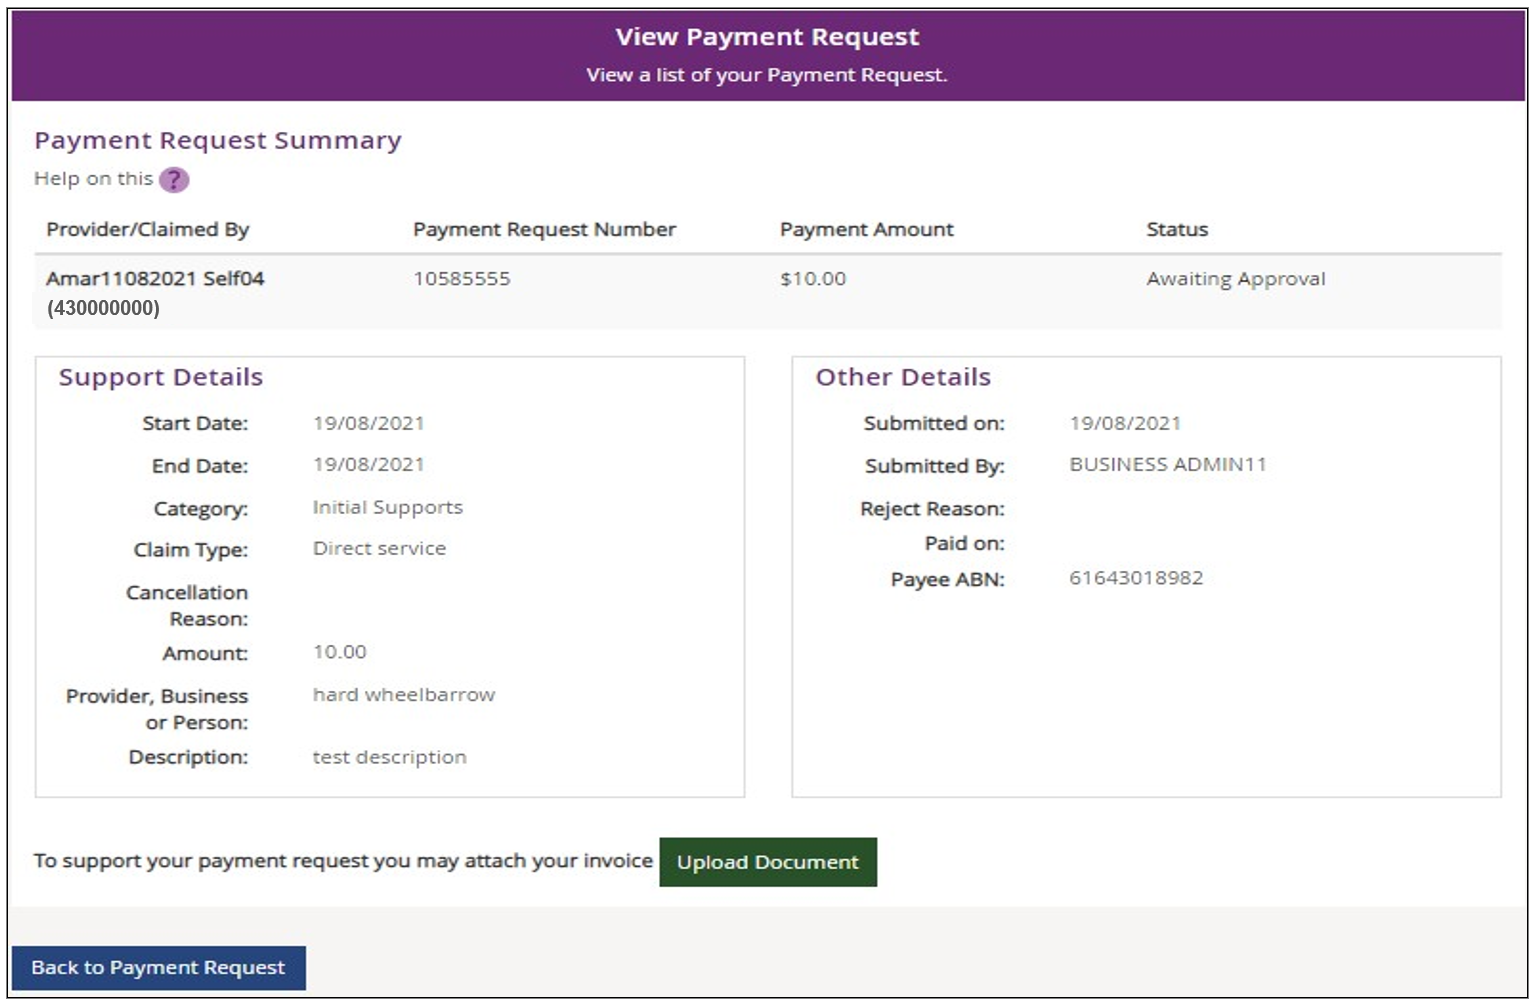 View Payment Request
View a list of your Payment Request.
Payment Request Summary
Help on this ?
Provider/Claimed By Payment Request Number Payment Amount Status
Amar11082021 Self04 10585555 $10.00 Awaiting Approval
(430000000)
Support Details
Start Date: 19/08/2021
End Date: 19/08/2021
Category: Initial Supports
Claim Type: Direct service
Cancellation
Reason:
Amount: 10.00
Provider, Business hard wheelbarrow
or Person:
Description: test description
Other Details
Submitted on: 19/08/2021
Submitted By: BUSINESS ADMIN11
Reject Reason:
Paid on:
Payee ABN: 61643018982
To support your payment request you may attach your invoice Upload Document
Back to Payment Request